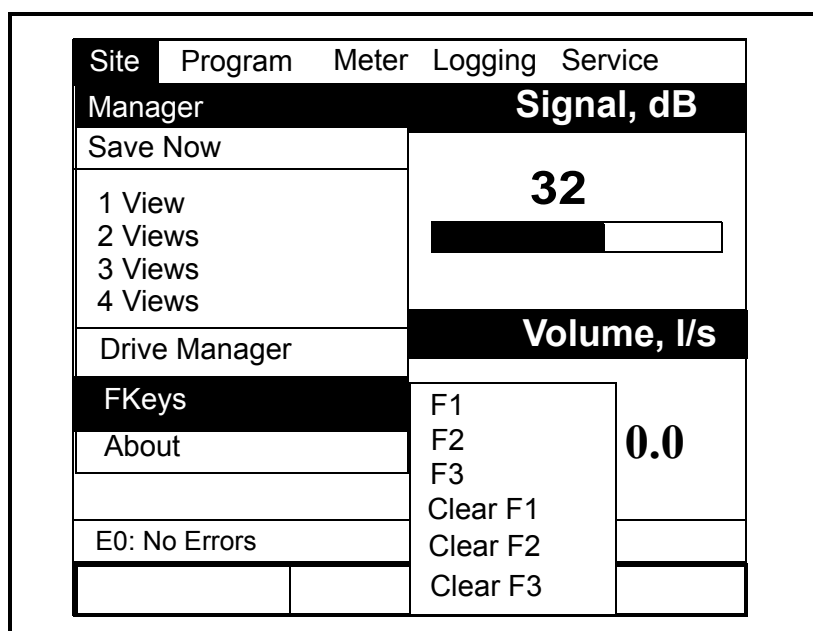 Site Program Meter Logging Service
Manager
Signal, dB
Save Now
32
1 View
2 Views
3 Views
4 Views
Volume, l/s
Drive Manager
FKeys
About
0.0
F1
F2
F3
Clear F1
Clear F2
Clear F3
E0: No Errors